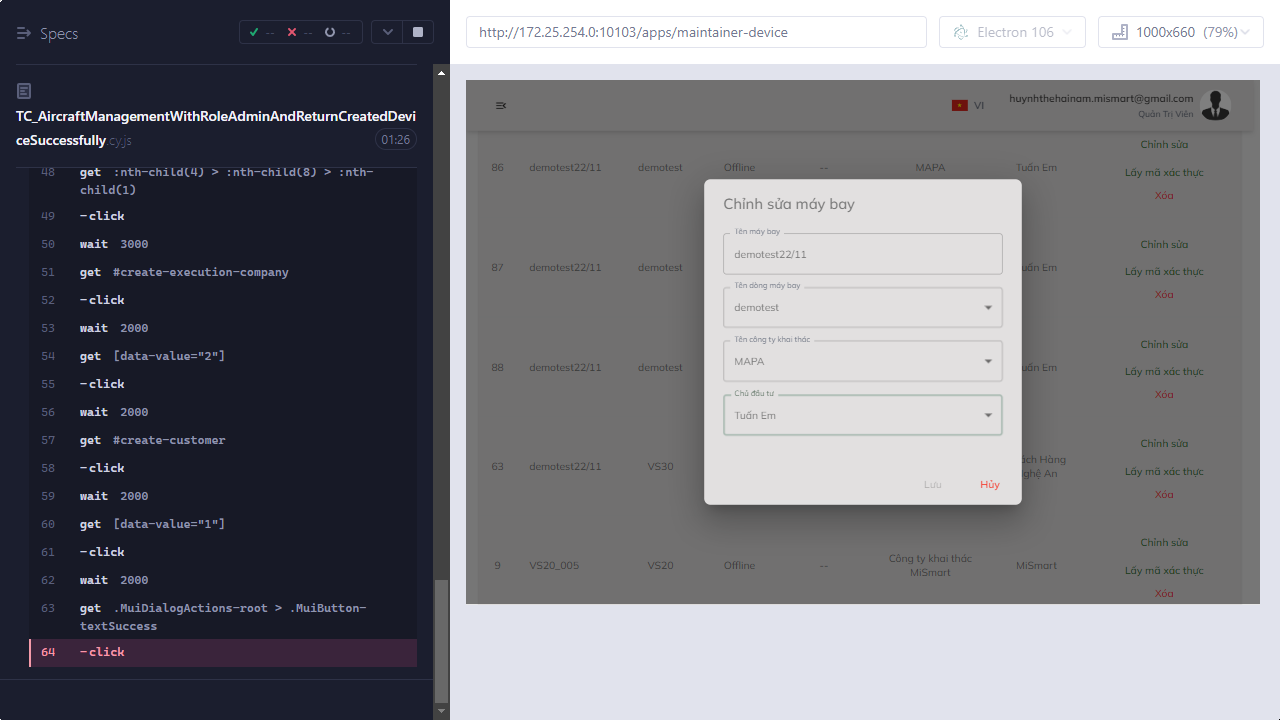 Specs
-- -- --
http://172.25.254.0:10103/apps/maintainer-device
Electron 106
1000x660 (79%)
TC_AircraftManagementWithRoleAdminAndReturnCreatedDevi
ceSuccessfully.cy.js
01:26
48 get :nth-child(4) > :nth-child(8) > :nth-
child(1)
49 -click
50 wait 3000
51 get #create-execution-company
52 -click
53 wait 2000
54 get [data-value="2"]
55 -click
56 wait 2000
57 get #create-customer
58 -click
59 wait 2000
60 get [data-value="1"]
61 -click
62 wait 2000
63 get .MuiDialogActions-root > .MuiButton-
textSuccess
64 -click
VI
huynhthehainam.mismart@gmail.com
Quản Trị Viên
86 demotest22/11 demotest Offline -- MAPA Tuấn Em
Chỉnh sửa
Lấy mã xác thực
Xóa
87 demotest22/11 demotest
Tuấn Em
Chỉnh sửa
Lấy mã xác thực
Xóa
88 demotest22/11 demotest
Tuấn Em
Chỉnh sửa
Lấy mã xác thực
Xóa
63 demotest22/11 VS30
ách Hàng
ghệ An
Chỉnh sửa
Lấy mã xác thực
Xóa
9 VS20_005 VS20 Offline --
Công ty khai thác
MiSmart
MiSmart
Chỉnh sửa
Lấy mã xác thực
Xóa
Chỉnh sửa máy bay
Tên máy bay
demotest22/11
Tên dòng máy bay
demotest
Tên công ty khai thác
MAPA
Chủ đầu tư
Tuấn Em
Lưu
Hủy